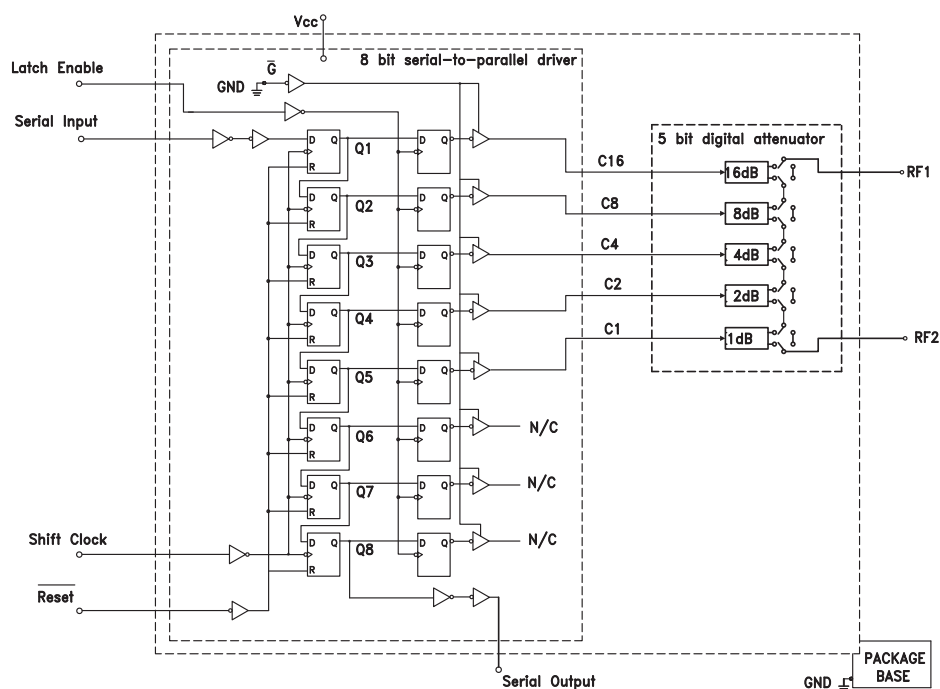 Vcc
8 bit serial-to-parallel driver
Latch Enable
G
GND
Serial Input
D Q
R
Q1
D Q
C16
5 bit digital attenuator
16dB
RF1
D Q
R
Q2
D Q
C8
8dB
D Q
R
Q3
D Q
C4
4dB
D Q
R
Q4
D Q
C2
2dB
D Q
R
Q5
D Q
C1
1dB
RF2
D Q
R
Q6
D Q
N/C
D Q
R
Q7
D Q
N/C
Shift Clock
D Q
R
Q8
D Q
N/C
Reset
Serial Output
GND
PACKAGE
BASE